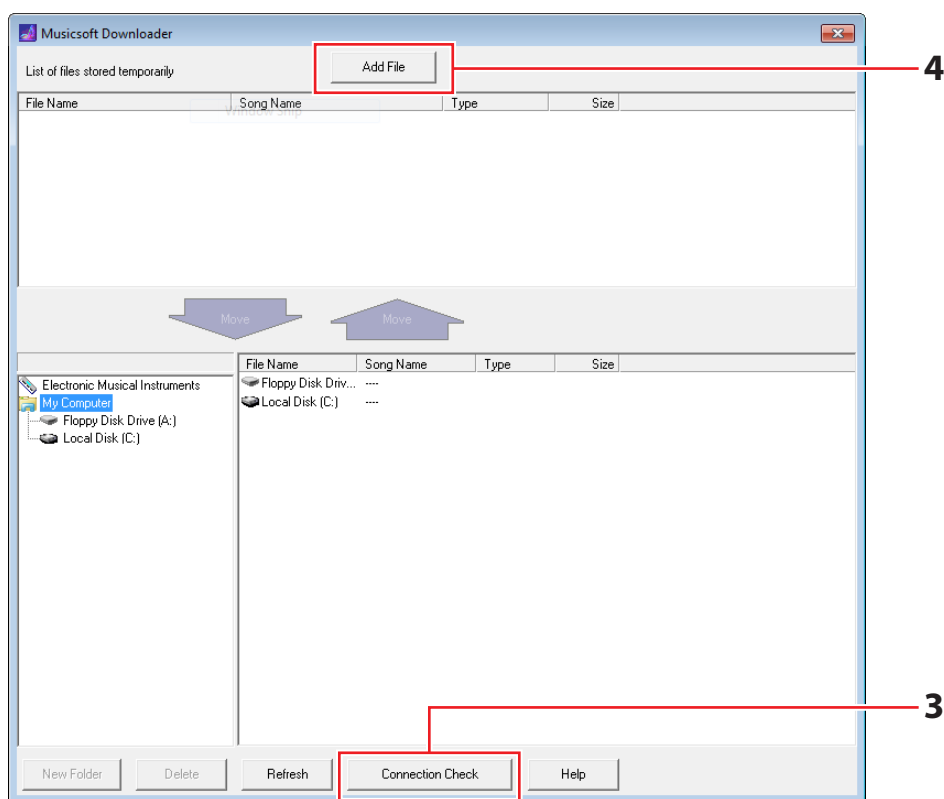 Musicsoft Downloader
List of files stored temporarily
Add File
4
File Name Song Name Type Size
Window Snip
Move Move
File Name Song Name Type Size
Electronic Musical Instruments
Floppy Disk Driv... ----
My Computer
Local Disk (C:) ----
Floppy Disk Drive (A:)
Local Disk (C:)
3
New Folder Delete Refresh Connection Check Help